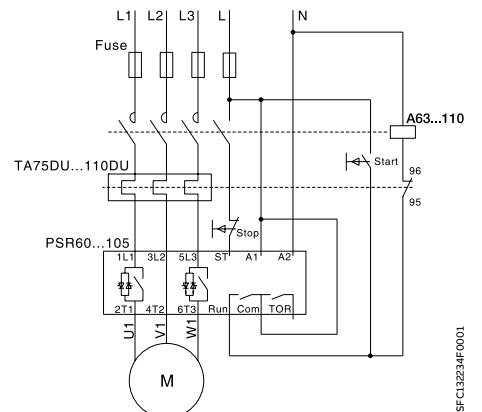 L1 L2 L3 L N
Fuse
A63...110
TA75DU...110DU
Start
96
95
Stop
PSR60...105
1L1 3L2 5L3 ST A1 A2
2T1 4T2 6T3 Run Com TOR
U1 V1 W1
M
SFC132234F0001